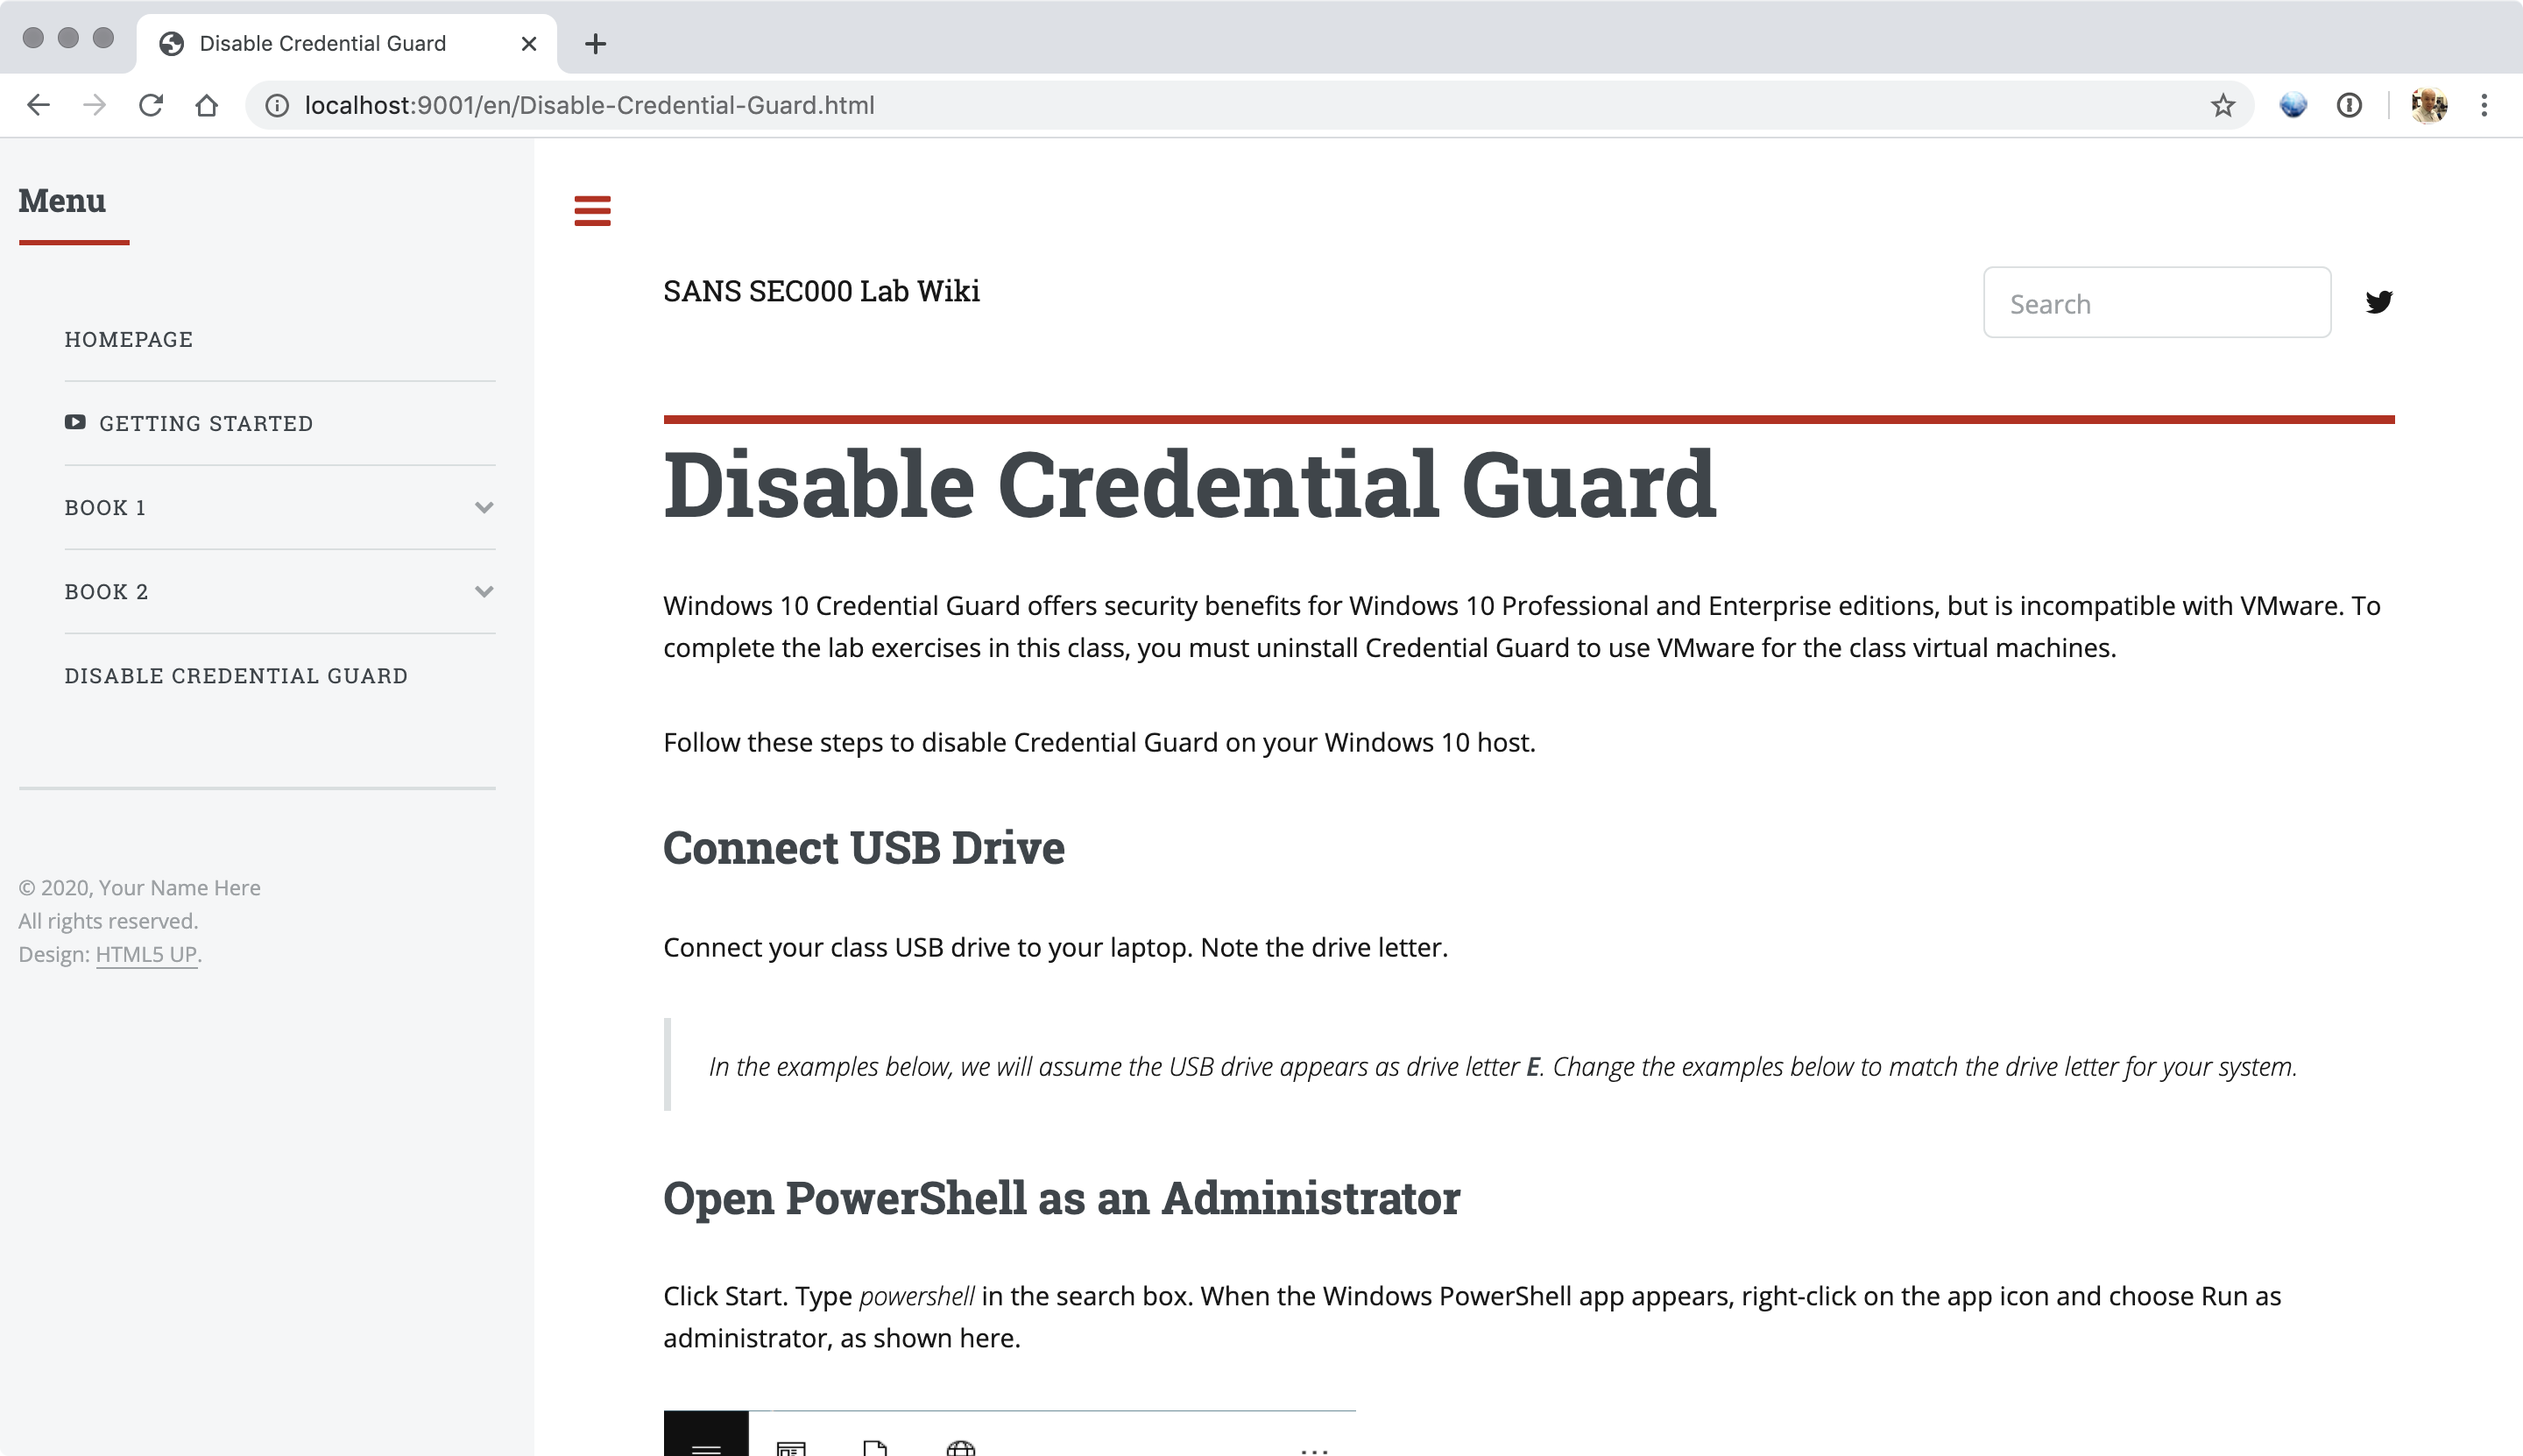 Disable Credential Guard
localhost:9001/en/Disable-Credential-Guard.html
Menu
HOMEPAGE
GETTING STARTED
BOOK 1
BOOK 2
DISABLE CREDENTIAL GUARD
© 2020, Your Name Here
All rights reserved.
Design: HTML5 UP.
SANS SEC000 Lab Wiki
Search
Disable Credential Guard
Windows 10 Credential Guard offers security benefits for Windows 10 Professional and Enterprise editions, but is incompatible with VMware. To
complete the lab exercises in this class, you must uninstall Credential Guard to use VMware for the class virtual machines.
Follow these steps to disable Credential Guard on your Windows 10 host.
Connect USB Drive
Connect your class USB drive to your laptop. Note the drive letter.
In the examples below, we will assume the USB drive appears as drive letter E. Change the examples below to match the drive letter for your system.
Open PowerShell as an Administrator
Click Start. Type powershell in the search box. When the Windows PowerShell app appears, right-click on the app icon and choose Run as
administrator, as shown here.